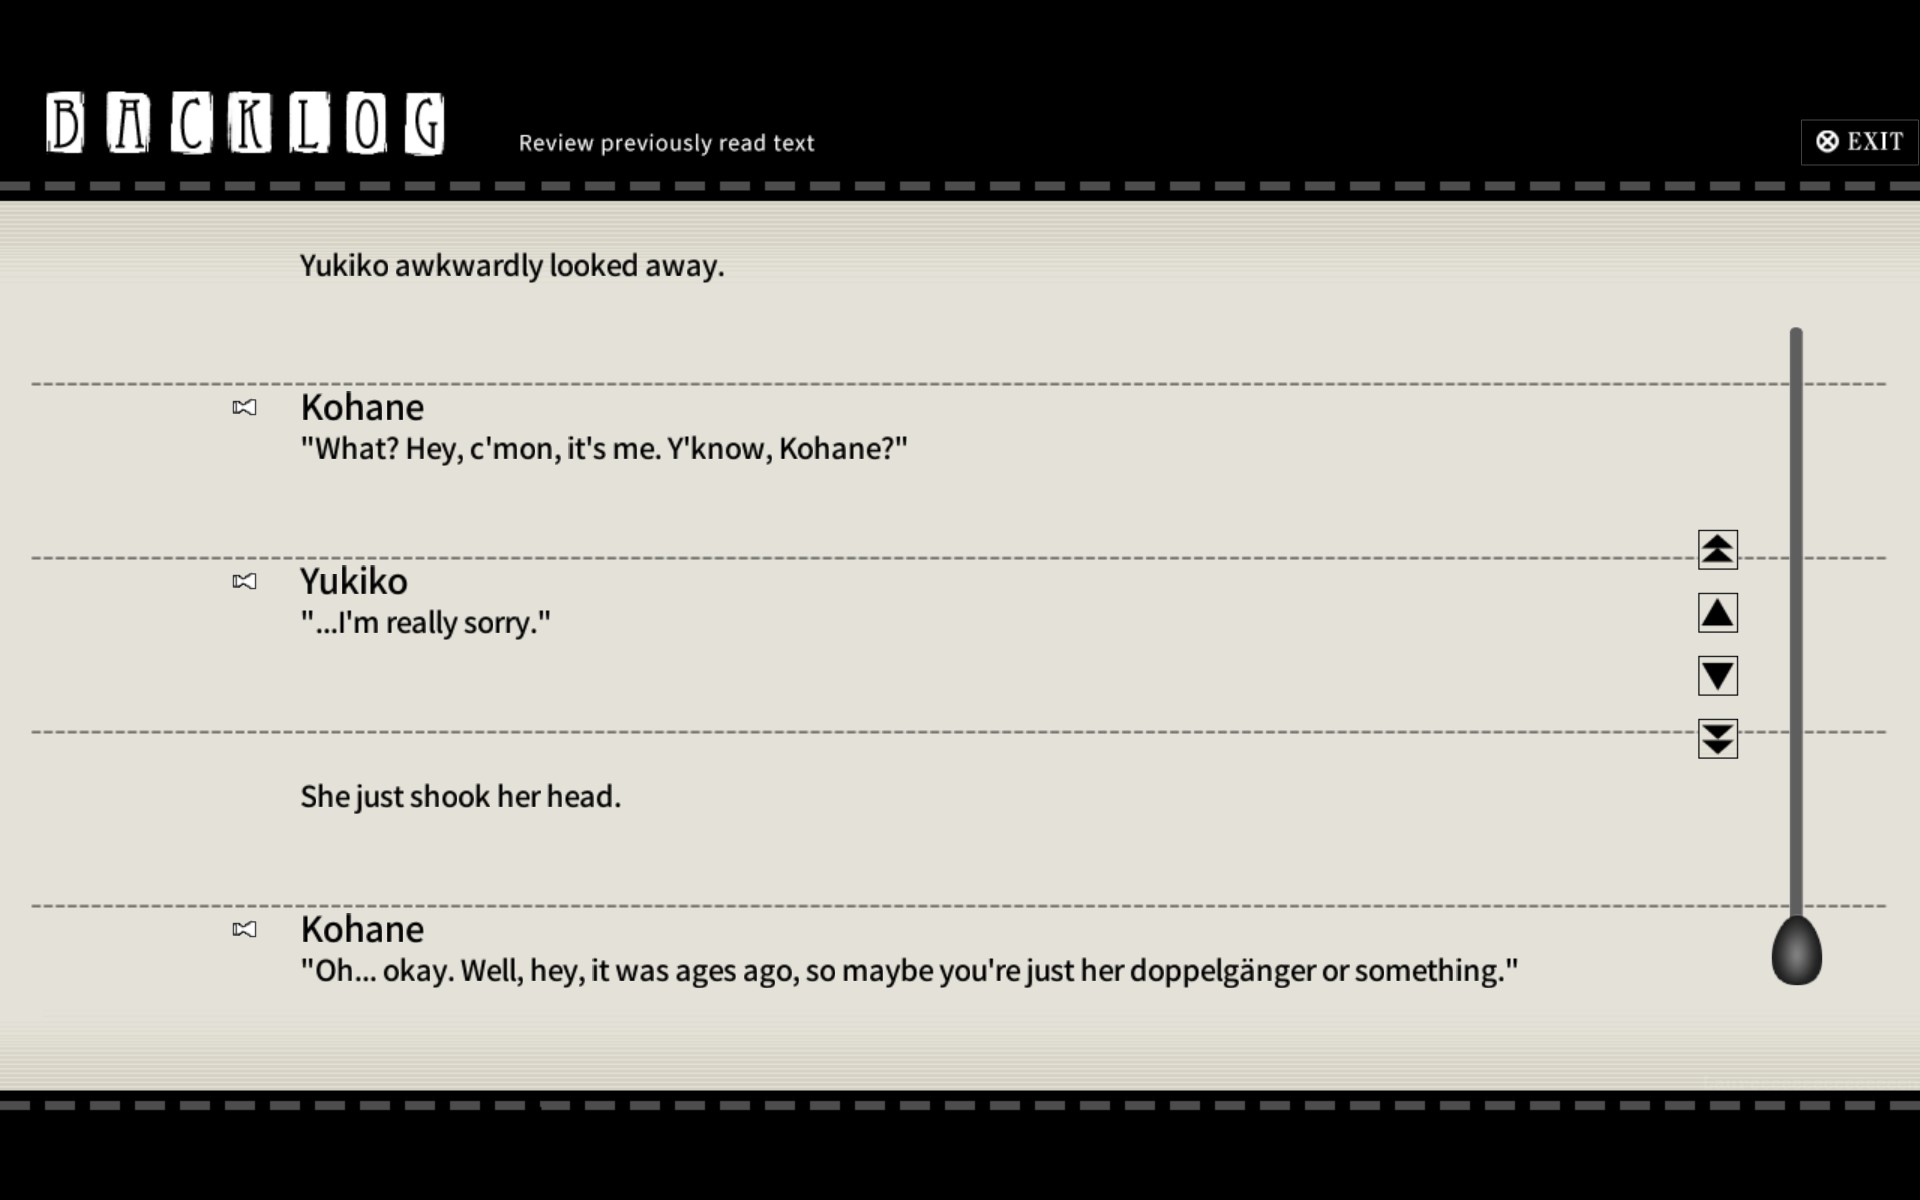 BACKLOG
Review previously read text
EXIT
Yukiko awkwardly looked away.
Kohane
"What? Hey, c'mon, it's me. Y'know, Kohane?"
Yukiko
"...I'm really sorry."
She just shook her head.
Kohane
"Oh... okay. Well, hey, it was ages ago, so maybe you're just her doppelgänger or something."